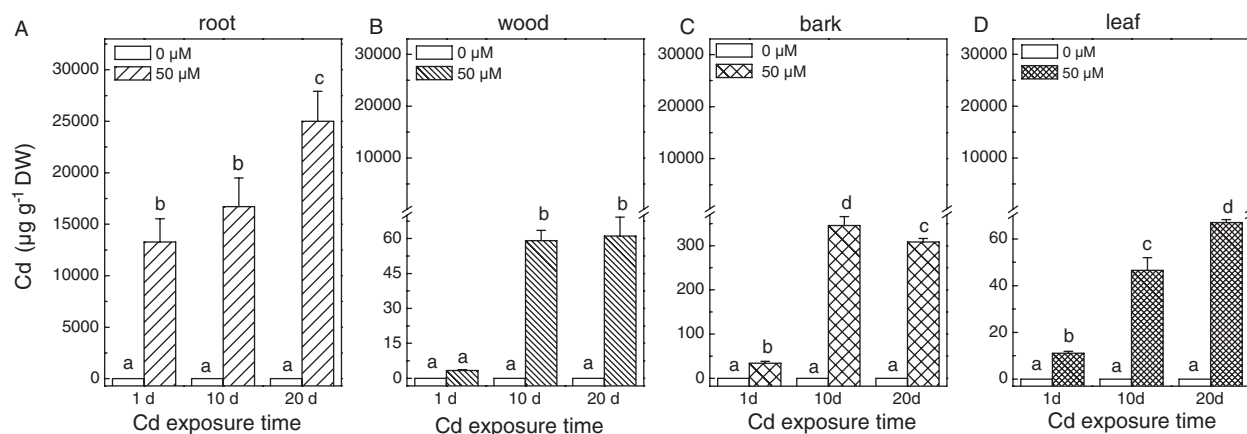 A
root
0 µM
50 µM
Cd (µg g⁻¹ DW)
30000
25000
20000
15000
10000
5000
0
a
b
a
b
a
c
1 d
10 d
20 d
Cd exposure time
B
wood
0 µM
50 µM
30000
20000
10000
60
45
30
15
0
a
a
a
b
a
b
1 d
10 d
20 d
Cd exposure time
C
bark
0 µM
50 µM
30000
20000
10000
300
200
100
0
a
b
a
d
a
c
1d
10d
20d
Cd exposure time
D
leaf
0 µM
50 µM
30000
20000
10000
60
40
20
0
a
b
a
c
a
d
1d
10d
20d
Cd exposure time